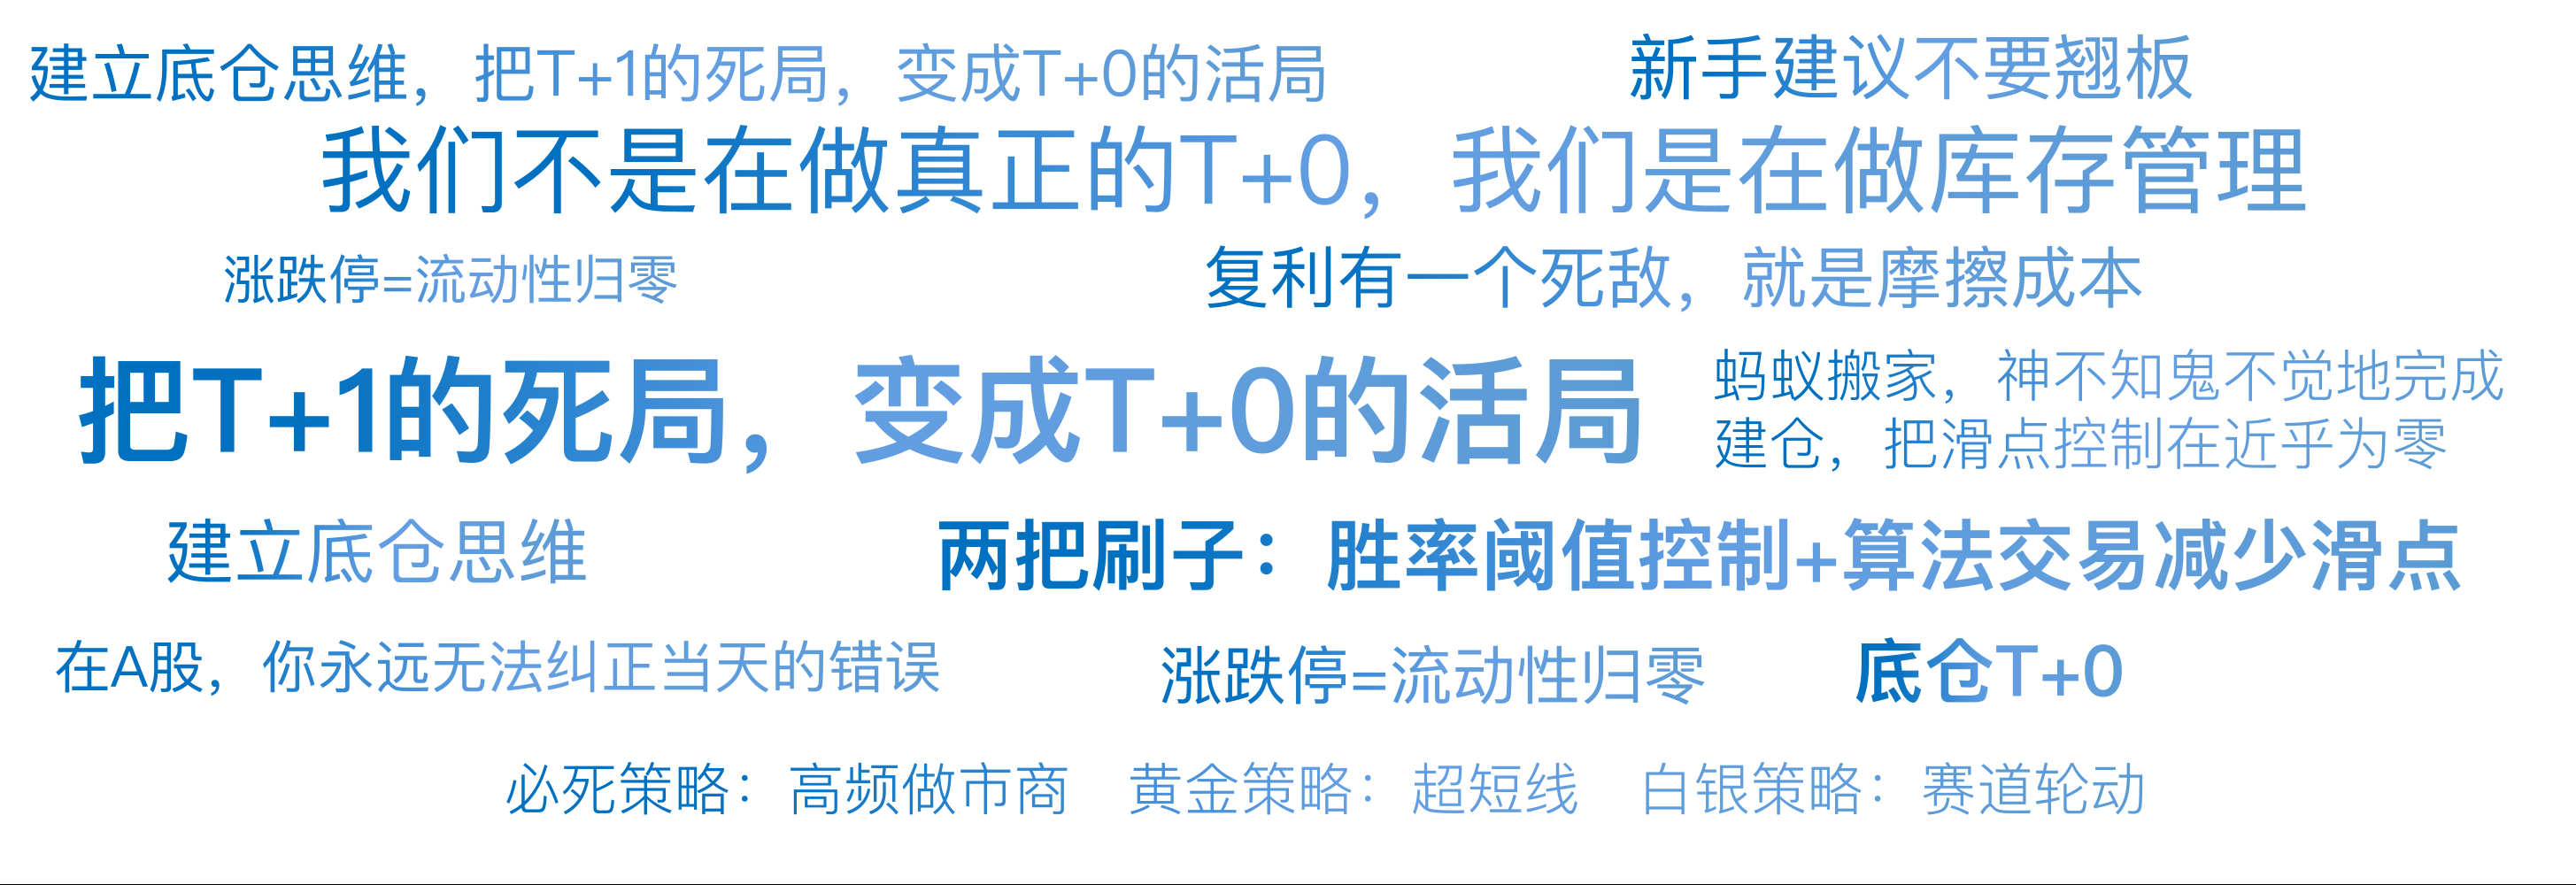 建立底仓思维，把T+1的死局，变成T+0的活局
新手建议不要翘板
我们不是在做真正的T+0，我们是在做库存管理
涨跌停=流动性归零
复利有一个死敌，就是摩擦成本
把T+1的死局，变成T+0的活局
蚂蚁搬家，神不知鬼不觉地完成
建仓，把滑点控制在近乎为零
建立底仓思维
两把刷子：胜率阈值控制+算法交易减少滑点
在A股，你永远无法纠正当天的错误
涨跌停=流动性归零
底仓T+0
必死策略：高频做市商 黄金策略：超短线 白银策略：赛道轮动